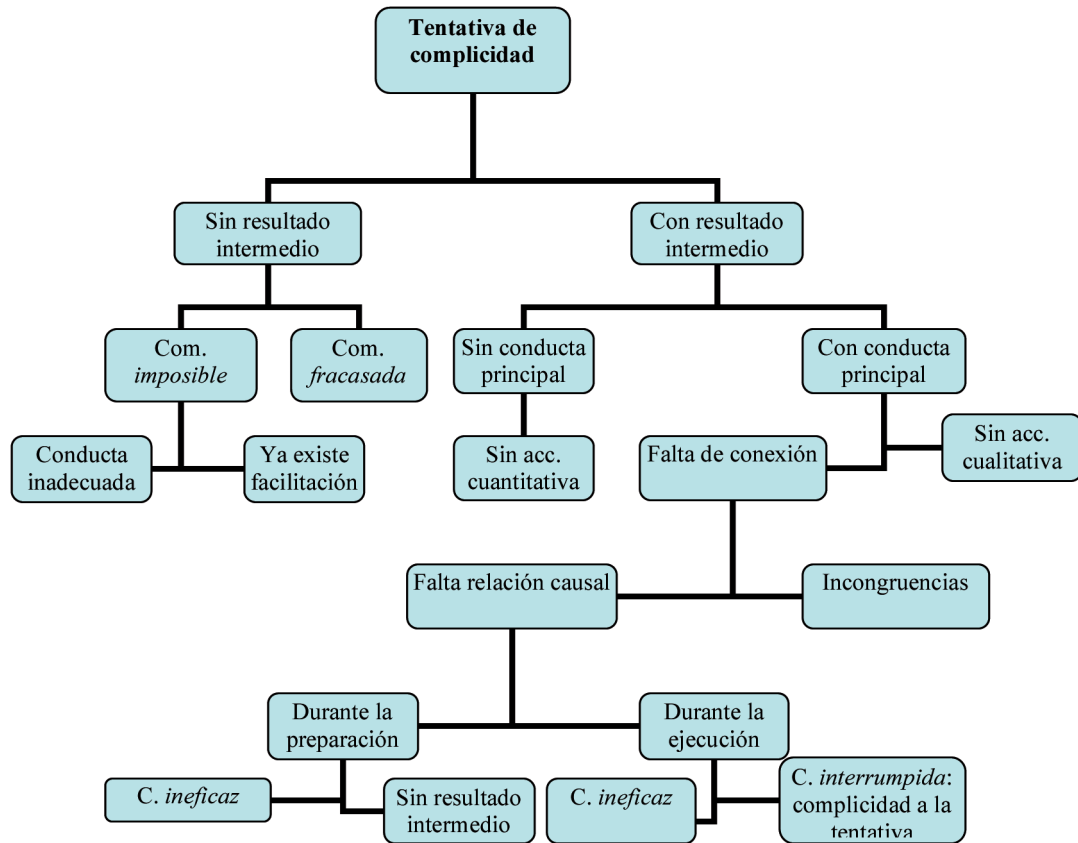 Tentativa de
complicidad
Sin resultado
intermedio
Con resultado
intermedio
Com.
imposible
Com.
fracasada
Sin conducta
principal
Con conducta
principal
Conducta
inadecuada
Ya existe
facilitación
Sin acc.
cuantitativa
Falta de conexión
Sin acc.
cualitativa
Falta relación causal
Incongruencias
Durante la
preparación
Durante la
ejecución
C. ineficaz
Sin resultado
intermedio
C. ineficaz
C. interrumpida:
complicidad a la
tentativa